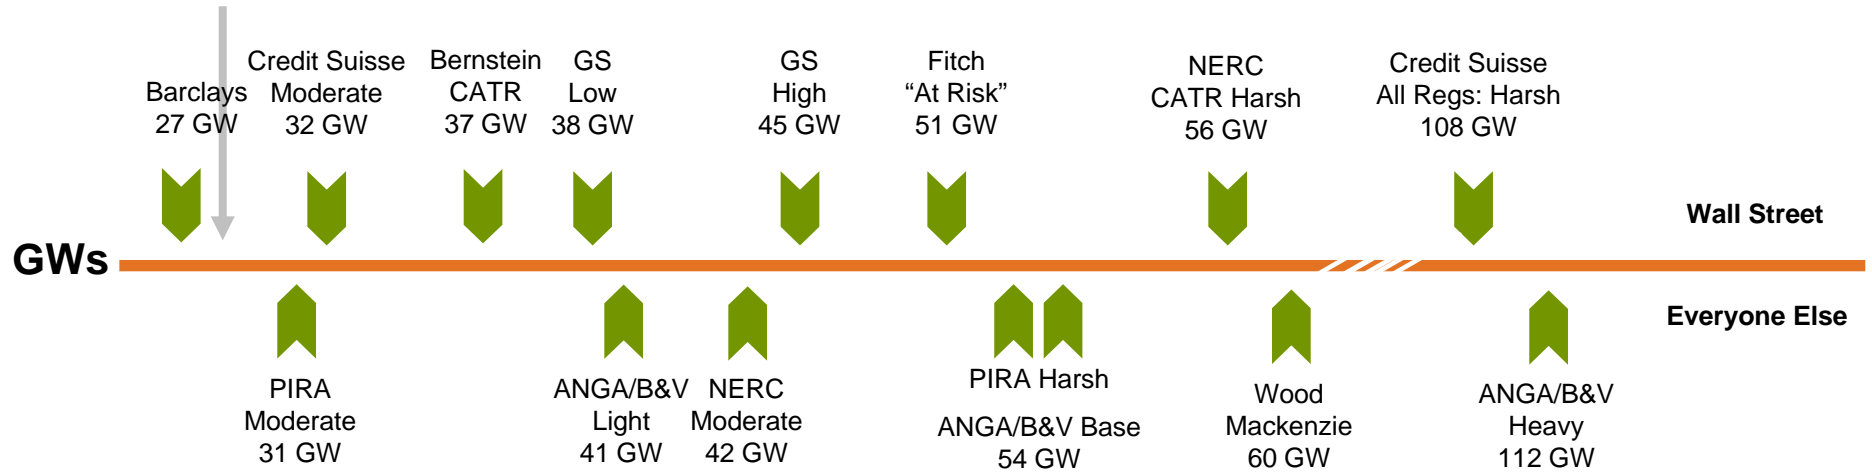 Barclays
27 GW
Credit Suisse
Moderate
32 GW
Bernstein
CATR
37 GW
GS
Low
38 GW
GS
High
45 GW
Fitch
“At Risk”
51 GW
NERC
CATR Harsh
56 GW
Credit Suisse
All Regs: Harsh
108 GW
Wall Street
GWs
Everyone Else
PIRA
Moderate
31 GW
ANGA/B&V
Light
41 GW
NERC
Moderate
42 GW
PIRA Harsh
ANGA/B&V Base
54 GW
Wood
Mackenzie
60 GW
ANGA/B&V
Heavy
112 GW